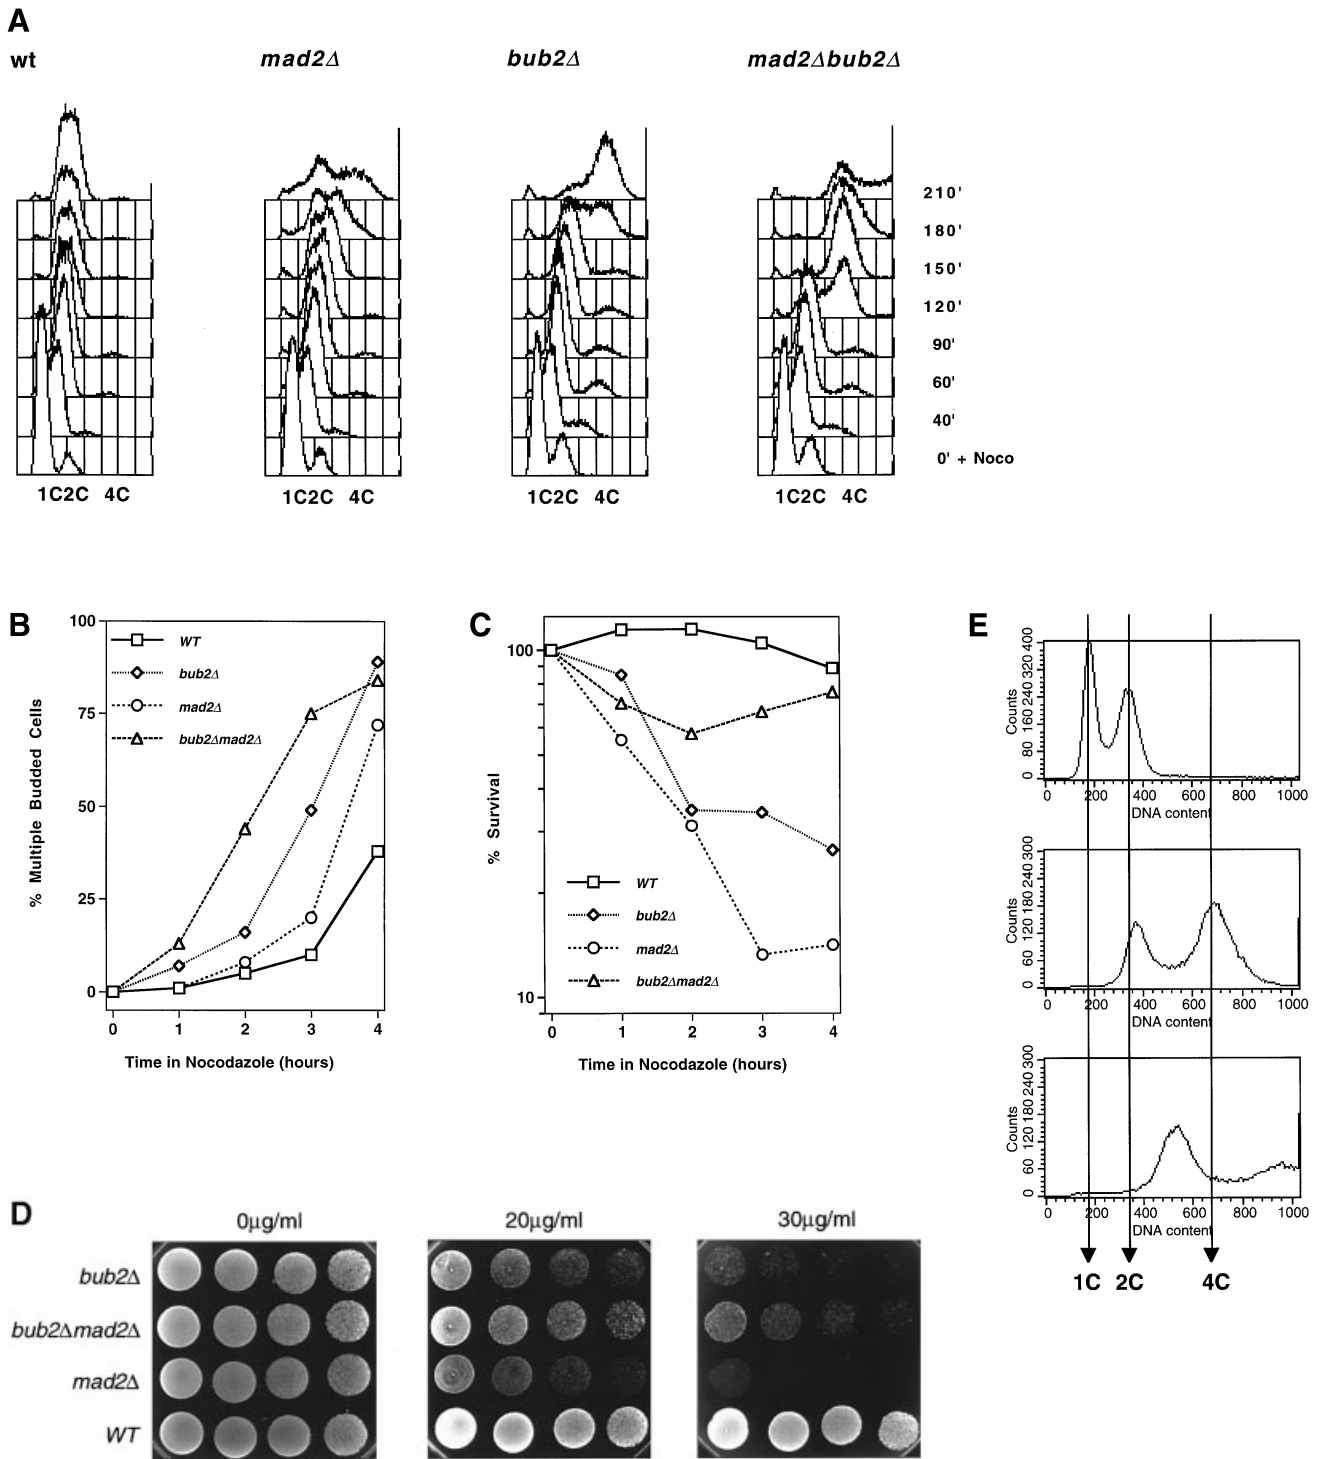 A
wt
mad2Δ
bub2Δ
mad2Δbub2Δ
210'
180'
150'
120'
90'
60'
40'
0' + Noco
1C2C 4C
1C2C 4C
1C2C 4C
1C2C 4C
B
% Multiple Budded Cells
100
75
50
25
0
WT
bub2Δ
mad2Δ
bub2Δmad2Δ
0 1 2 3 4
Time in Nocodazole (hours)
C
% Survival
100
10
WT
bub2Δ
mad2Δ
bub2Δmad2Δ
0 1 2 3 4
Time in Nocodazole (hours)
E
Counts
0 80 160 240 320 400
0 200 400 600 800 1000
DNA content
Counts
0 60 120 180 240 300
0 200 400 600 800 1000
DNA content
Counts
0 60 120 180 240 300
0 200 400 600 800 1000
DNA content
1C 2C 4C
D
0μg/ml
20μg/ml
30μg/ml
bub2Δ
bub2Δmad2Δ
mad2Δ
WT